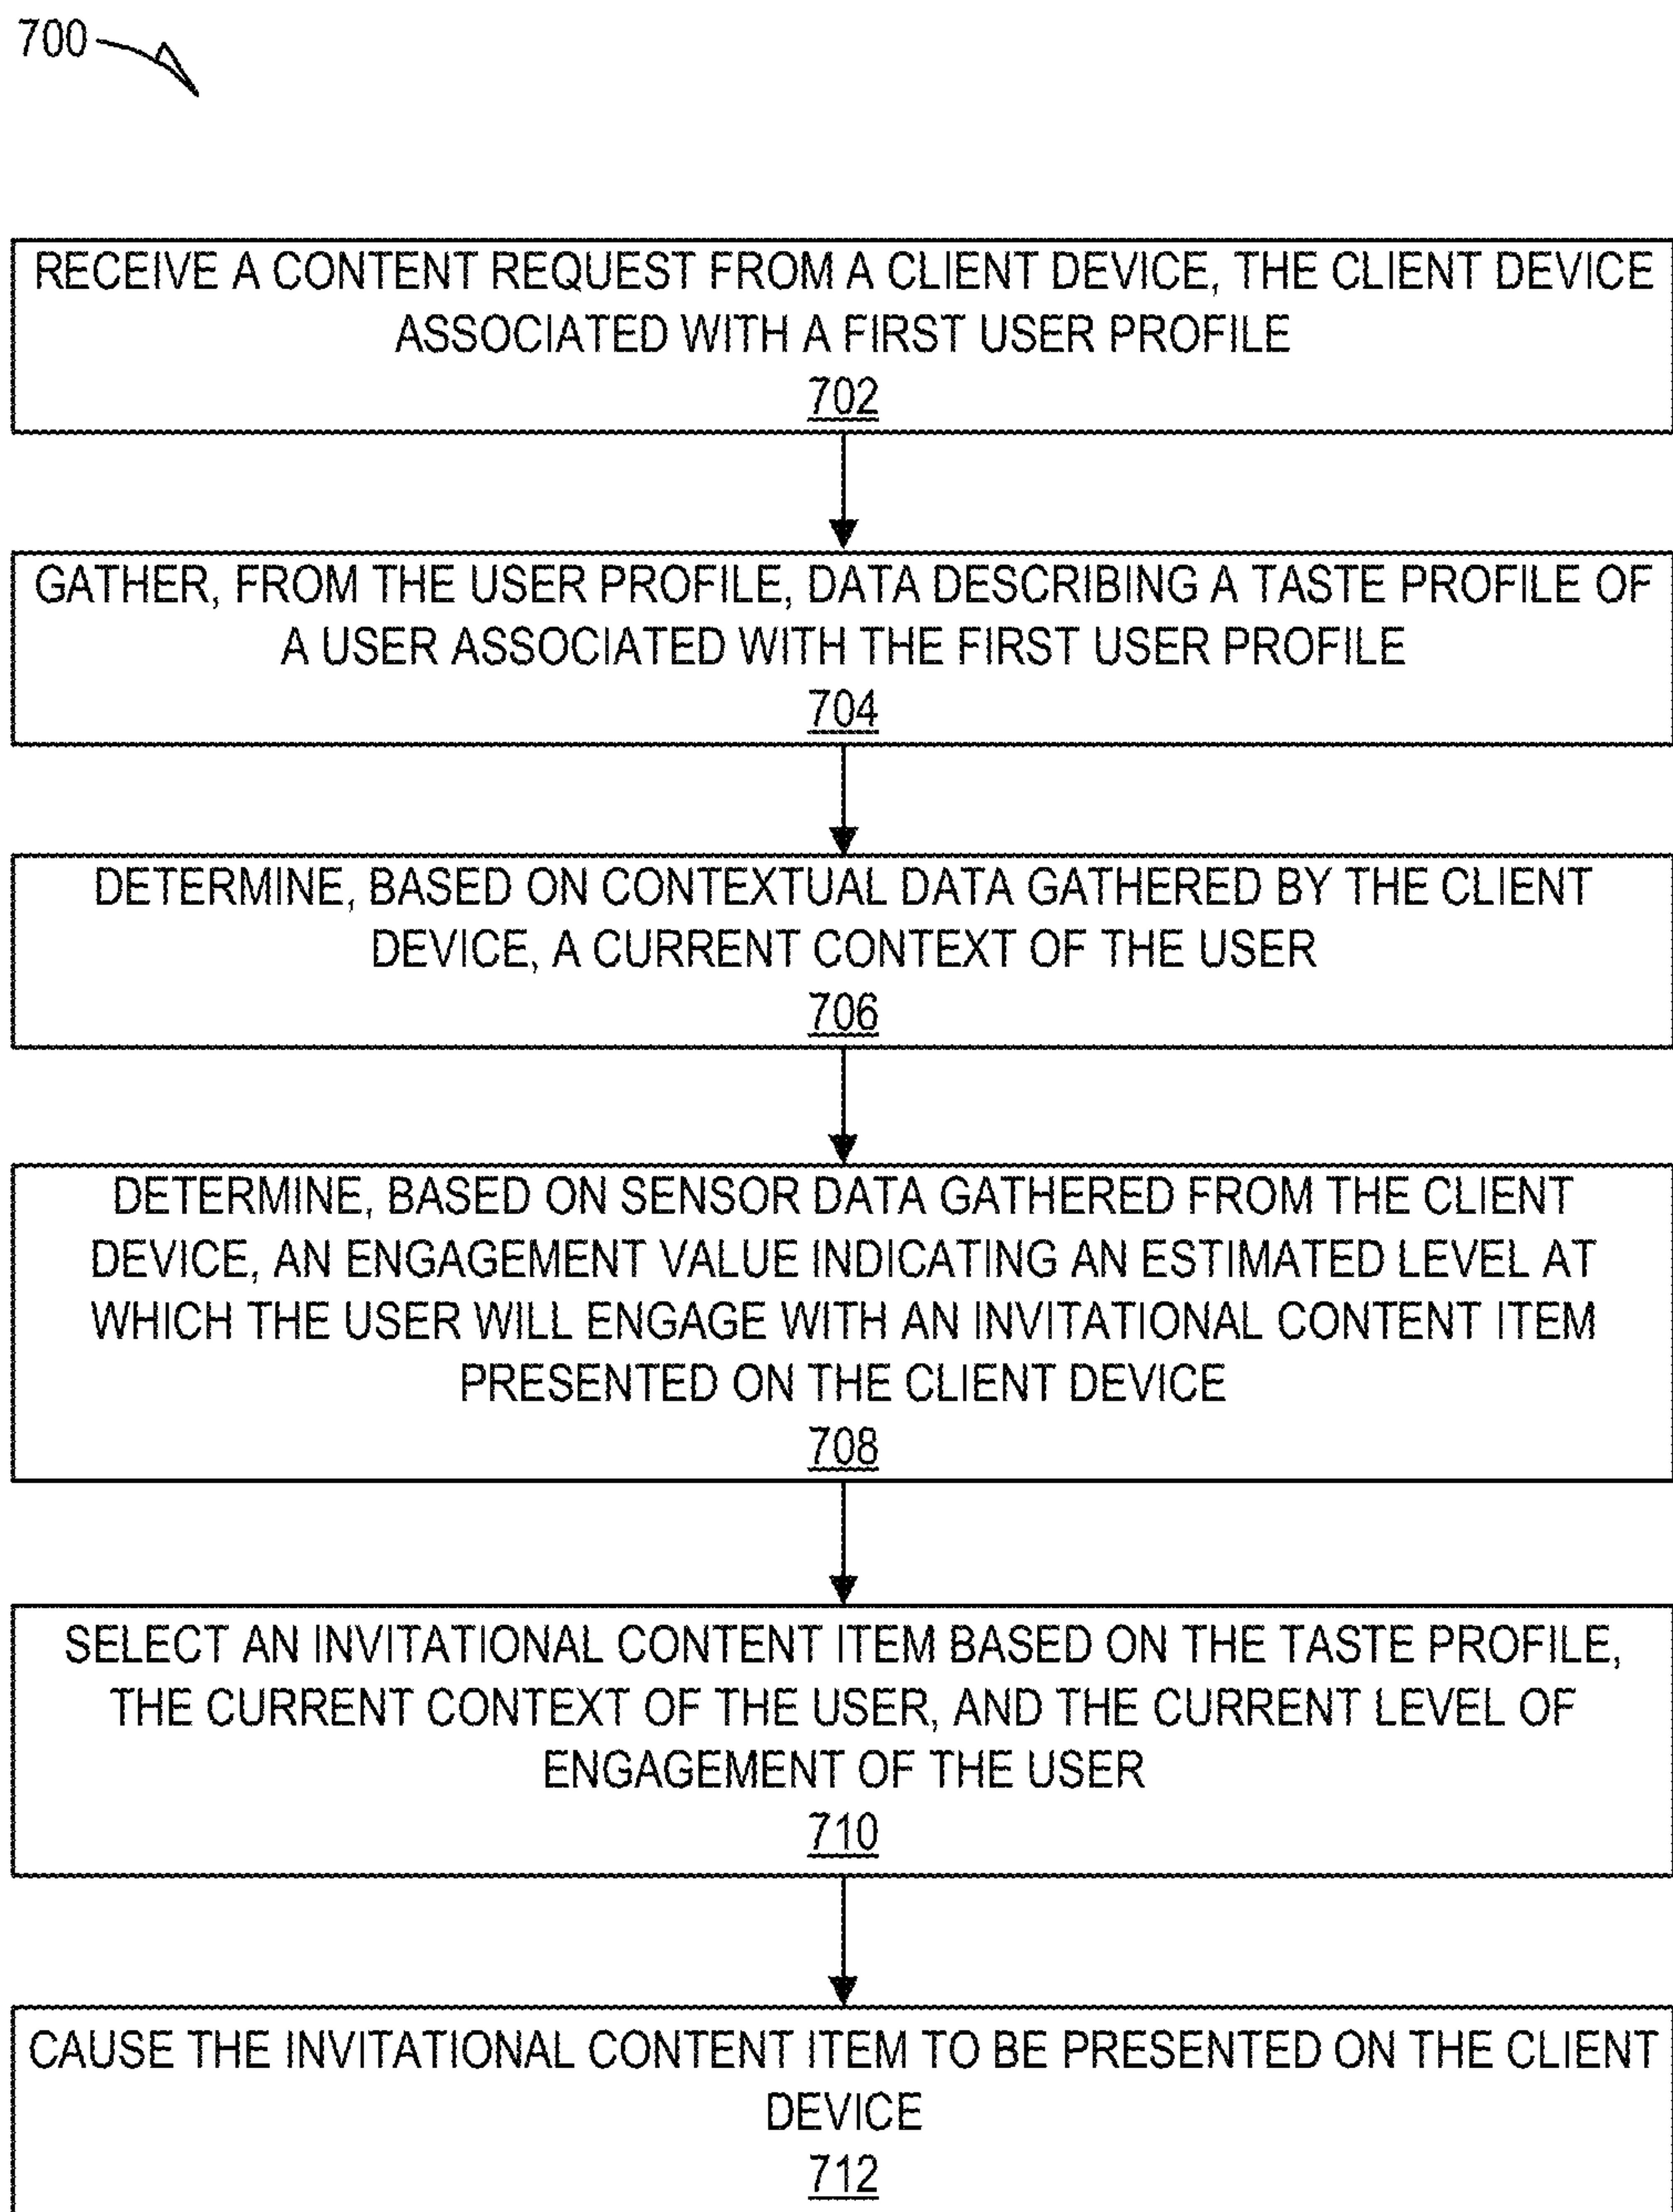 700
RECEIVE A CONTENT REQUEST FROM A CLIENT DEVICE, THE CLIENT DEVICE
ASSOCIATED WITH A FIRST USER PROFILE
702
GATHER, FROM THE USER PROFILE, DATA DESCRIBING A TASTE PROFILE OF
A USER ASSOCIATED WITH THE FIRST USER PROFILE
704
DETERMINE, BASED ON CONTEXTUAL DATA GATHERED BY THE CLIENT
DEVICE, A CURRENT CONTEXT OF THE USER
706
DETERMINE, BASED ON SENSOR DATA GATHERED FROM THE CLIENT
DEVICE, AN ENGAGEMENT VALUE INDICATING AN ESTIMATED LEVEL AT
WHICH THE USER WILL ENGAGE WITH AN INVITATIONAL CONTENT ITEM
PRESENTED ON THE CLIENT DEVICE
708
SELECT AN INVITATIONAL CONTENT ITEM BASED ON THE TASTE PROFILE,
THE CURRENT CONTEXT OF THE USER, AND THE CURRENT LEVEL OF
ENGAGEMENT OF THE USER
710
CAUSE THE INVITATIONAL CONTENT ITEM TO BE PRESENTED ON THE CLIENT
DEVICE
712